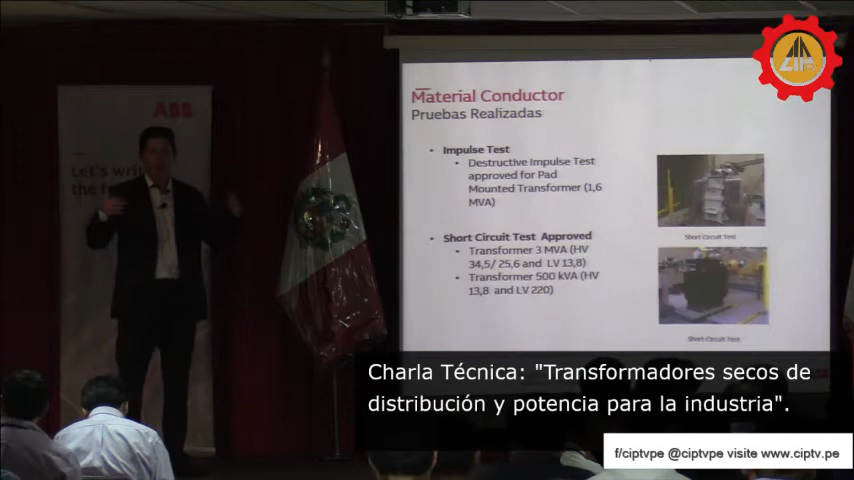 ABB
Let's write
the f
Material Conductor
Pruebas Realizadas
• Impulse Test
• Destructive Impulse Test
approved for Pad
Mounted Transformer (1,6
MVA)
• Short Circuit Test Approved
• Transformer 3 MVA (HV
34,5/ 25,6 and LV 13,8)
• Transformer 500 kVA (HV
13,8 and LV 220)
Short Circuit Test
Short Circuit Test
Charla Técnica: "Transformadores secos de
distribución y potencia para la industria".
f/ciptvpe @ciptvpe visite www.ciptv.pe